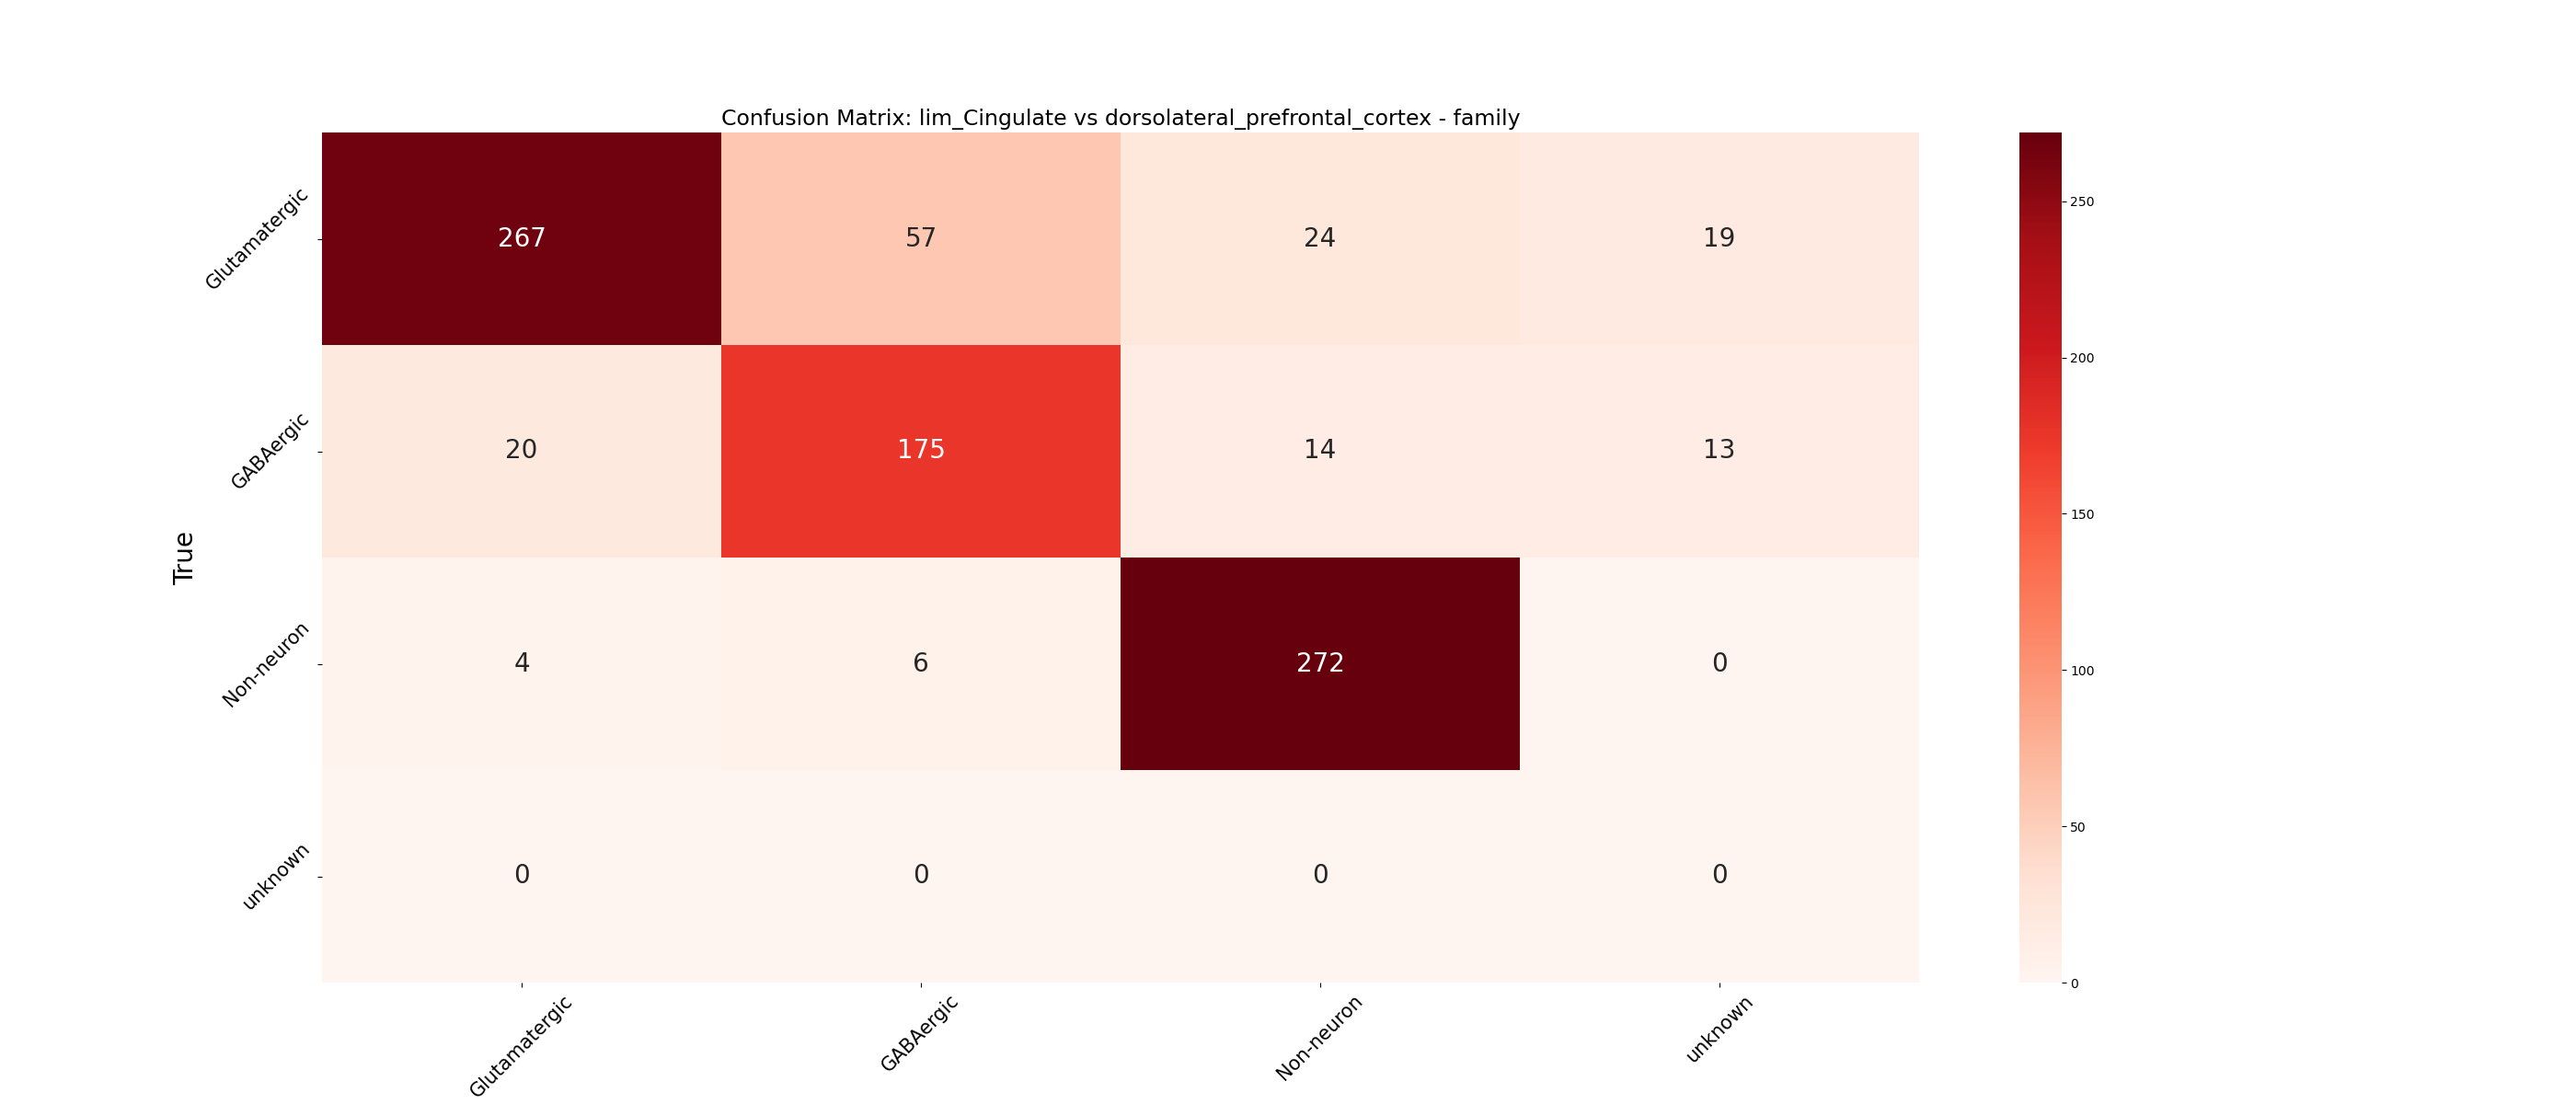 Confusion Matrix: lim_Cingulate vs dorsolateral_prefrontal_cortex - family
Glutamatergic
267
57
24
19
GABAergic
20
175
14
13
Non-neuron
4
6
272
0
unknown
0
0
0
0
True
Glutamatergic
GABAergic
Non-neuron
unknown
250
200
150
100
50
0